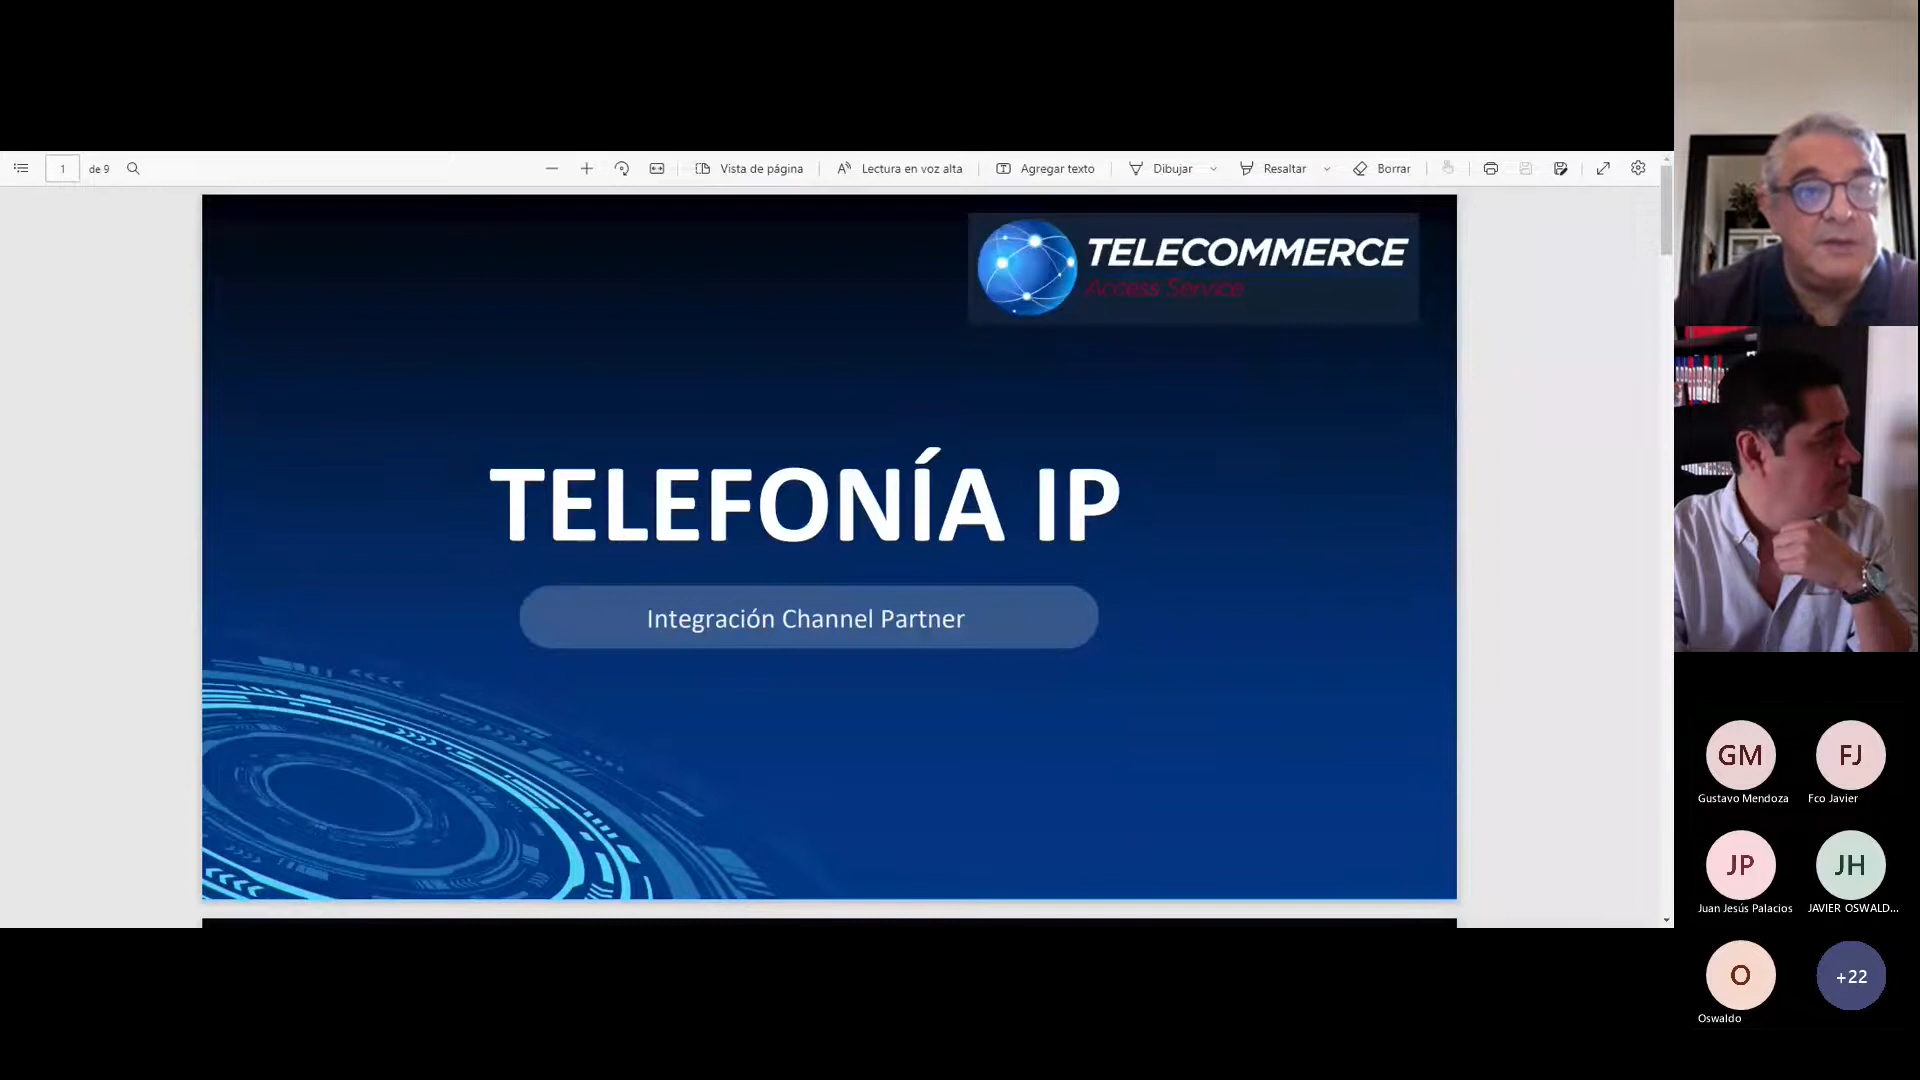 1 de 9
Vista de página
Lectura en voz alta
Agregar texto
Dibujar
Resaltar
Borrar
TELECOMMERCE
Access Service
TELEFONÍA IP
Integración Channel Partner
GM
FJ
Gustavo Mendoza
Fco Javier
JP
JH
Juan Jesús Palacios
JAVIER OSWALD...
O
+22
Oswaldo